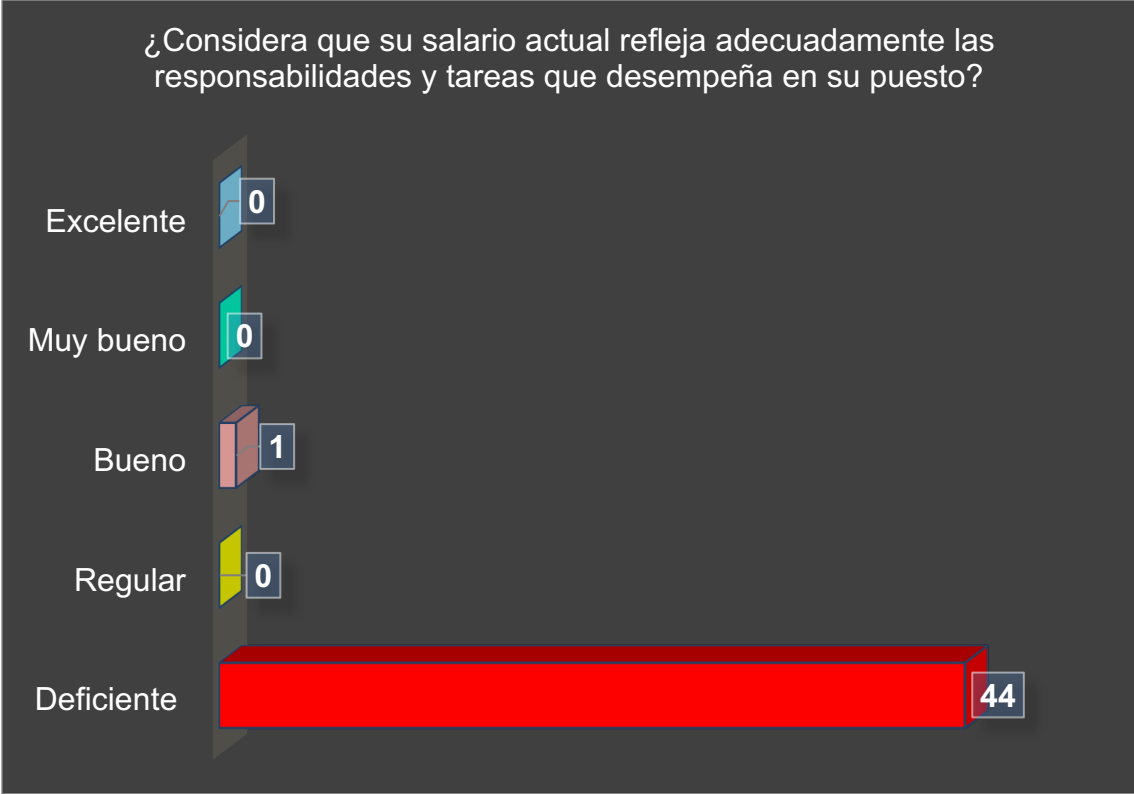 ¿Considera que su salario actual refleja adecuadamente las
responsabilidades y tareas que desempeña en su puesto?
Excelente
0
Muy bueno
0
Bueno
1
Regular
0
Deficiente
44